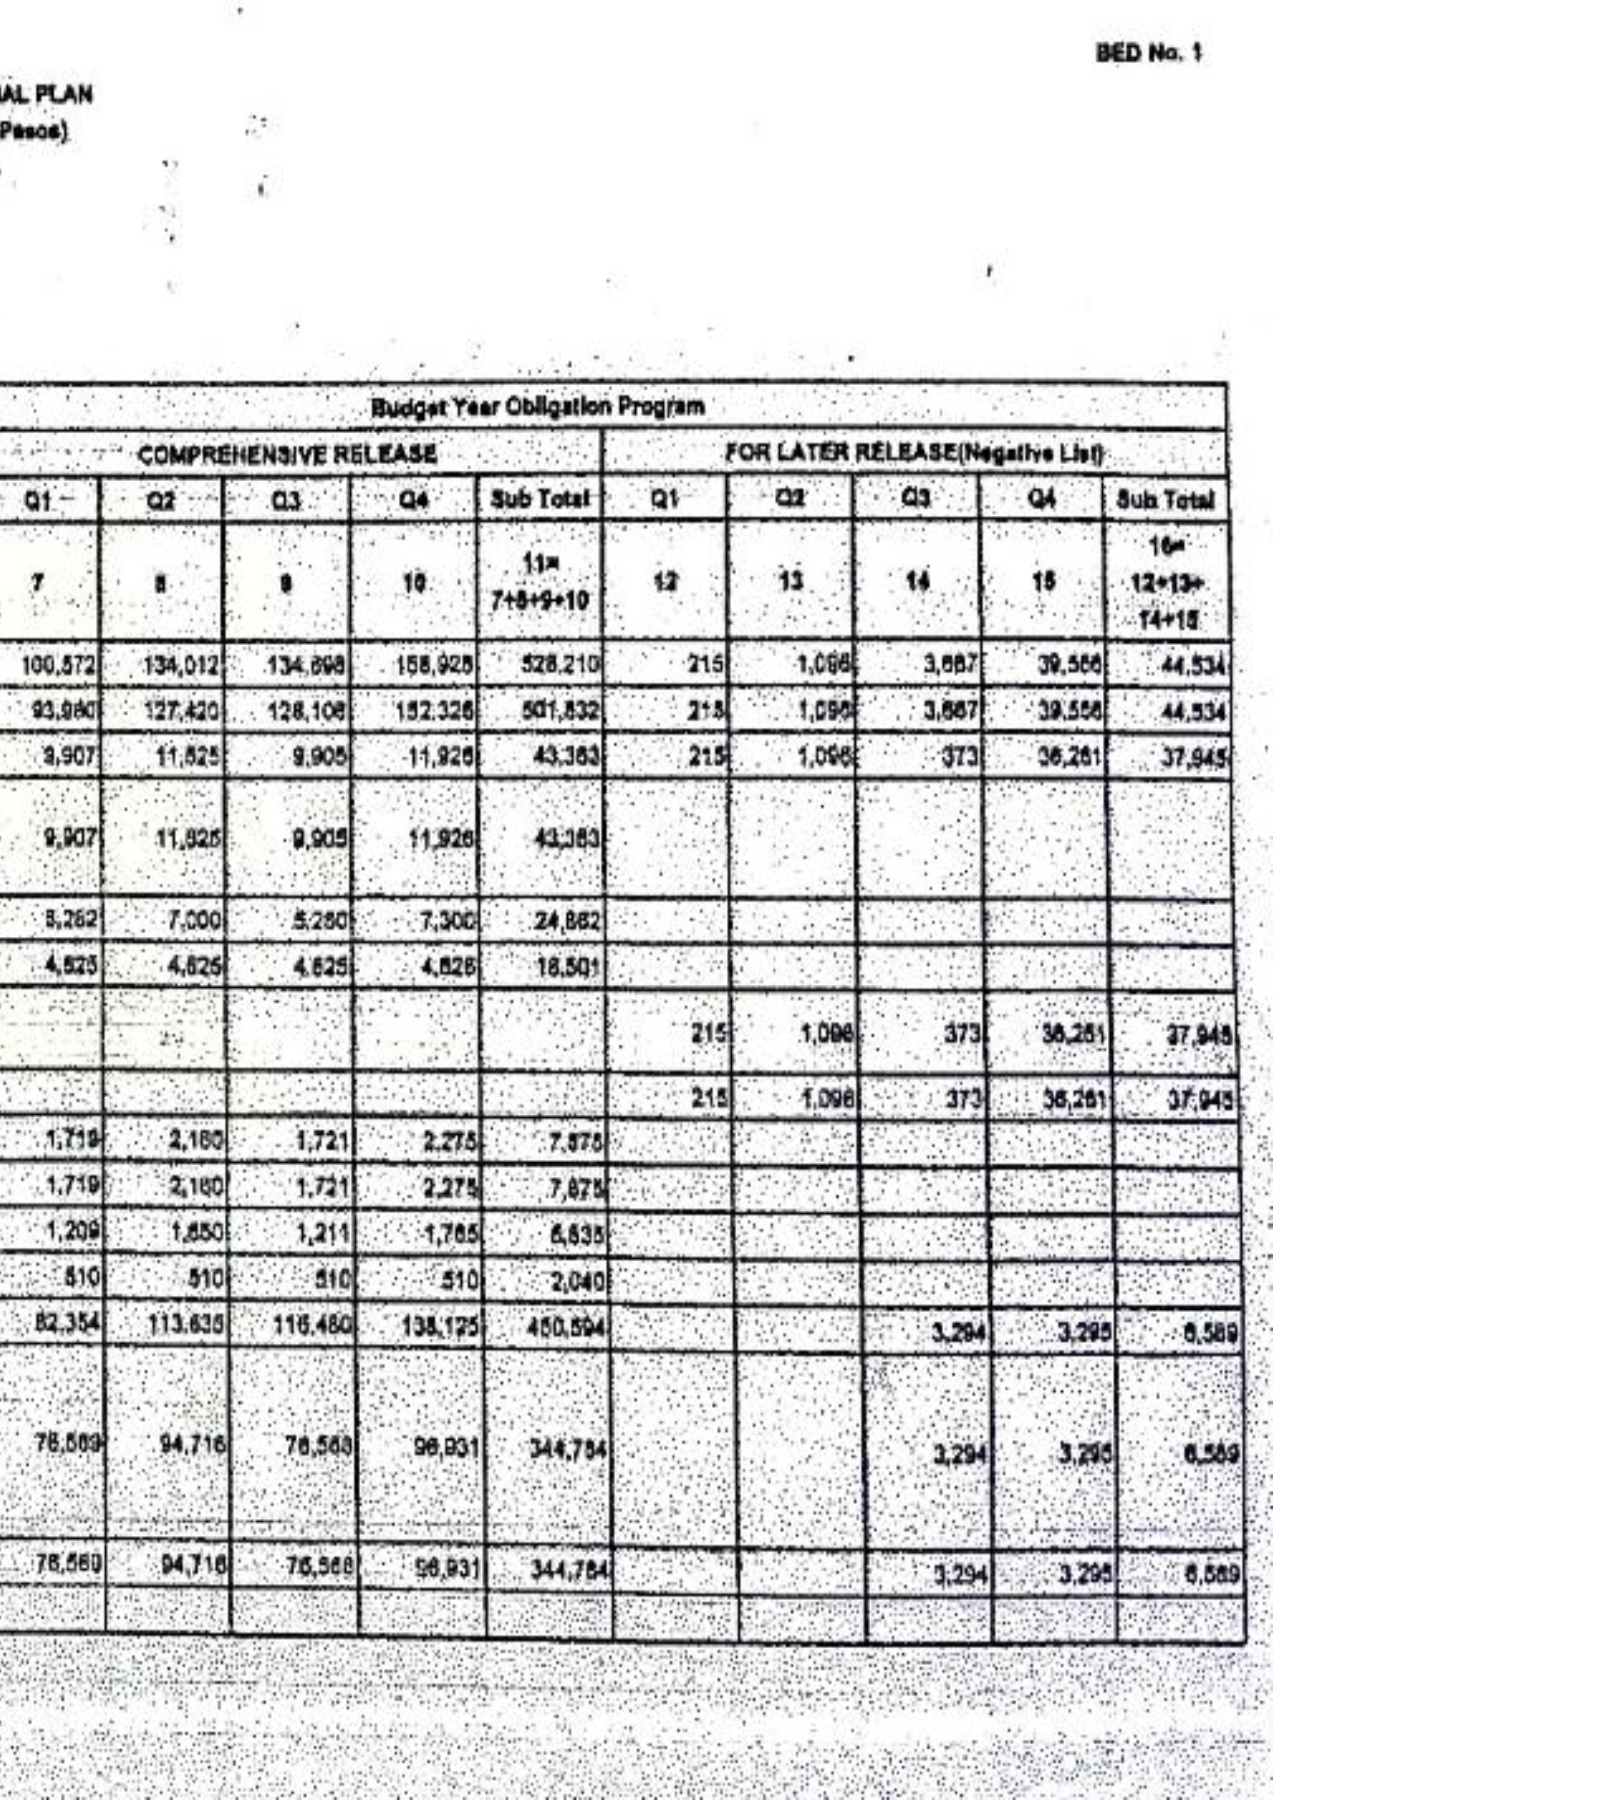 BED No. 1
AL PLAN
Pesos)
Budget Year Obligation Program
COMPREHENSIVE RELEASE FOR LATER RELEASE(Negative List)
Q1 Q2 Q3 Q4 Sub Total Q1 Q2 Q3 Q4 Sub Total
7 8 9 10 11= 7+8+9+10 12 13 14 15 16= 12+13+ 14+15
100,572 134,012 134,698 158,928 528,210 215 1,096 3,667 39,556 44,534
93,980 127,420 128,106 152,326 501,832 215 1,096 3,667 39,556 44,534
9,907 11,625 9,905 11,926 43,363 215 1,096 373 36,261 37,945
9,907 11,625 9,905 11,926 43,363
5,282 7,000 5,280 7,300 24,862
4,625 4,625 4,625 4,626 18,501
215 1,096 373 36,261 37,945
215 1,096 373 36,261 37,945
1,719 2,160 1,721 2,275 7,875
1,719 2,160 1,721 2,275 7,875
1,209 1,650 1,211 1,765 5,835
510 510 510 510 2,040
82,354 113,635 116,480 138,125 450,594 3,294 3,295 6,589
76,569 94,716 76,568 96,931 344,784 3,294 3,295 6,589
76,569 94,716 76,568 96,931 344,784 3,294 3,295 6,589